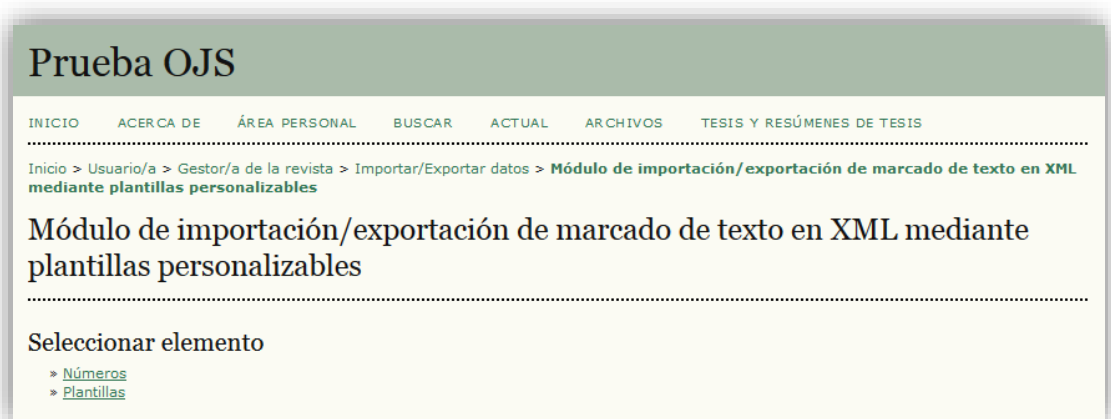 Prueba OJS
INICIO ACERCA DE ÁREA PERSONAL BUSCAR ACTUAL ARCHIVOS TESIS Y RESÚMENES DE TESIS
Inicio > Usuario/a > Gestor/a de la revista > Importar/Exportar datos > Módulo de importación/exportación de marcado de texto en XML
mediante plantillas personalizables
Módulo de importación/exportación de marcado de texto en XML mediante
plantillas personalizables
Seleccionar elemento
» Números
» Plantillas